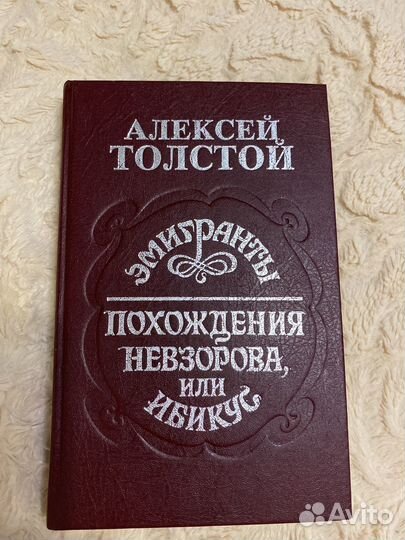 АЛЕКСЕЙ
ТОЛСТОЙ
ЭМИГРАНТЫ
ПОХОЖДЕНИЯ
НЕВЗОРОВА,
ИЛИ
ИБИКУС
Avito